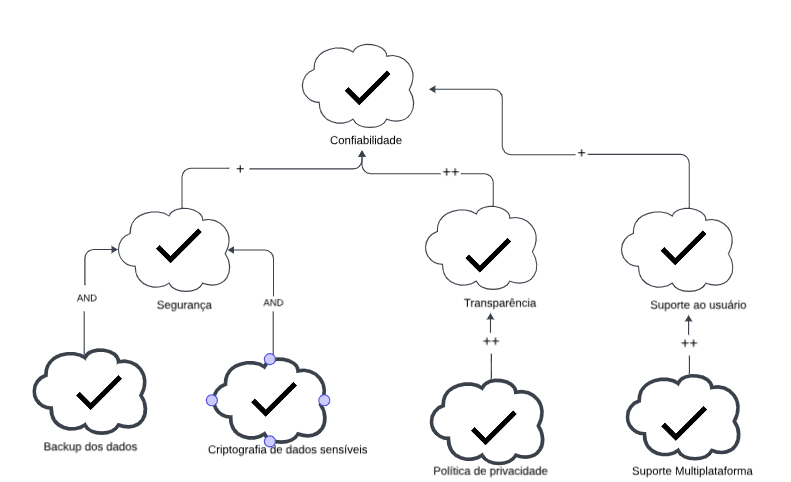 Confiabilidade
+
+
++
Segurança
Transparência
Suporte ao usuário
AND
AND
++
++
Backup dos dados
Criptografia de dados sensíveis
Política de privacidade
Suporte Multiplataforma